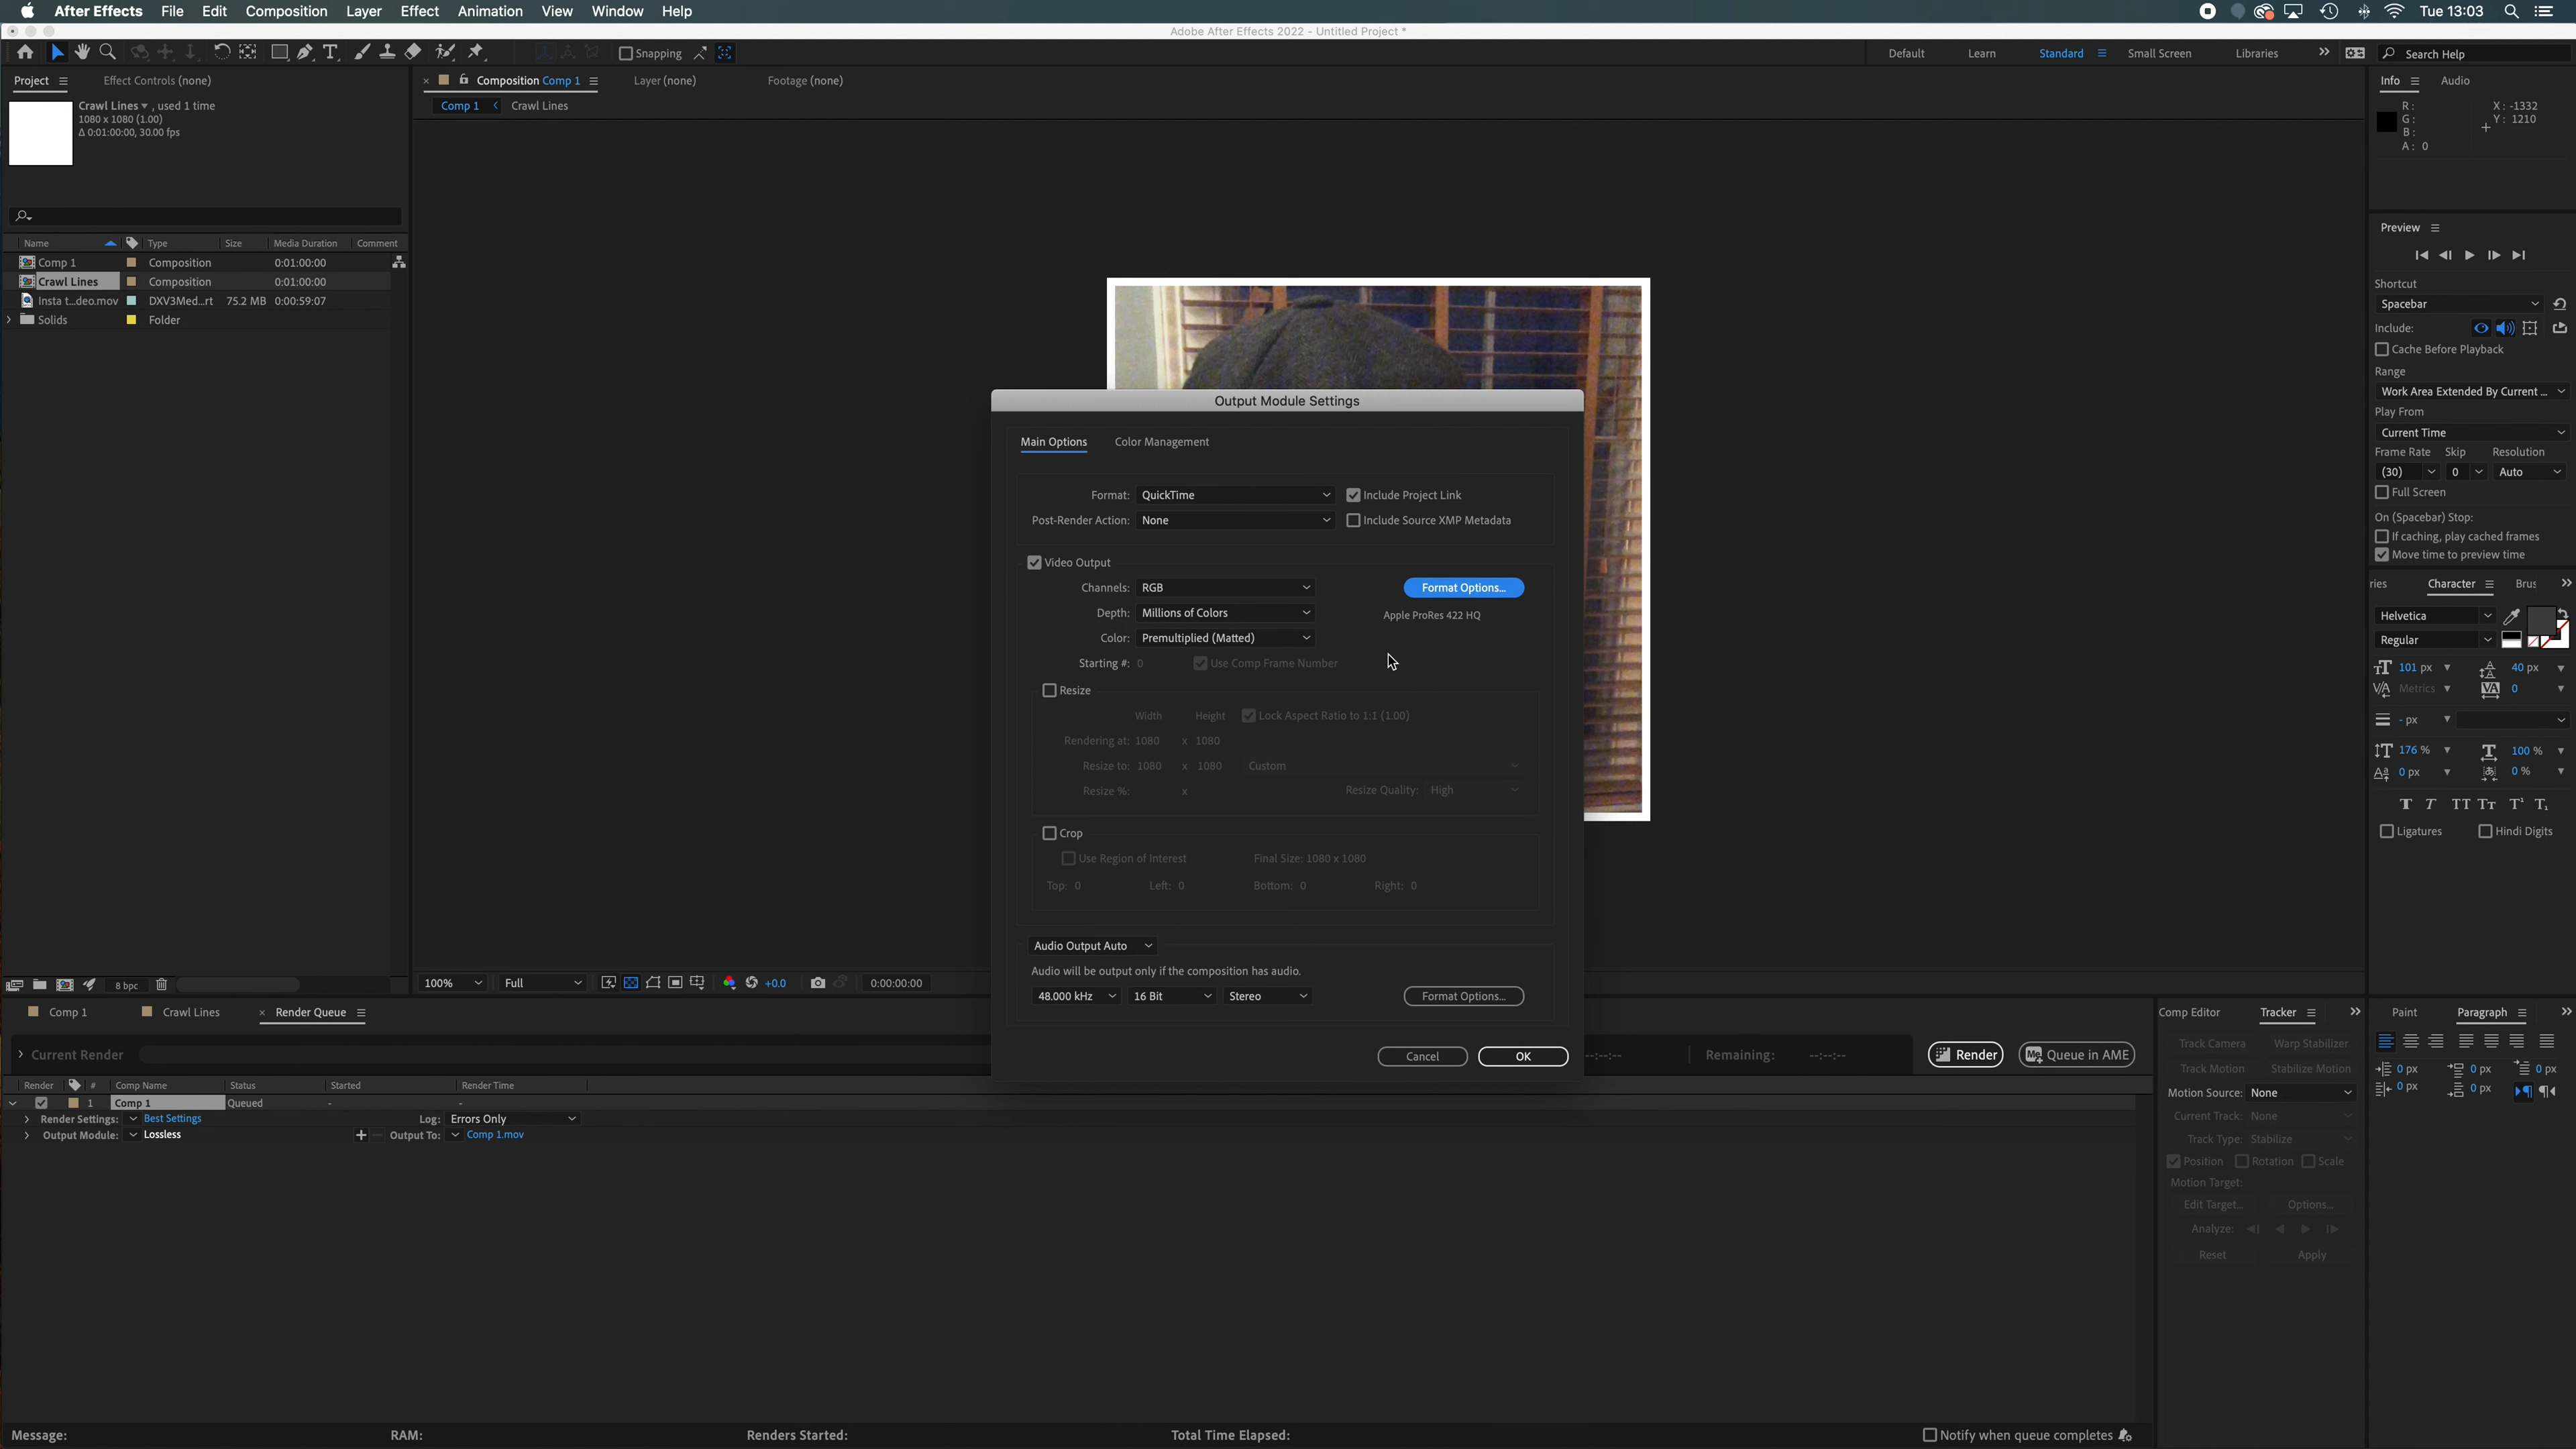 After Effects File Edit Composition Layer Effect Animation View Window Help Tue 13:03
Adobe After Effects 2022 - Untitled Project *
Snapping Default Learn Standard Small Screen Libraries Search Help
Project Effect Controls (none) Composition Comp 1 Layer (none) Footage (none) Info Audio
Crawl Lines , used 1 time
1080 x 1080 (1.00)
Δ 0:01:00:00, 30.00 fps
Comp 1 Crawl Lines
R: X: -1332
G: Y: 1210
B:
A: 0
Name Type Size Media Duration Comment
Comp 1 Composition 0:01:00:00
Crawl Lines Composition 0:01:00:00
Insta t...deo.mov DXV3Med...rt 75.2 MB 0:00:59:07
Solids Folder
Preview
Shortcut
Spacebar
Include:
Cache Before Playback
Range
Work Area Extended By Current ...
Play From
Current Time
Frame Rate Skip Resolution
(30) 0 Auto
Full Screen
On (Spacebar) Stop:
If caching, play cached frames
Move time to preview time
ries Character Brus
Helvetica
Regular
101 px 40 px
Metrics 0
- px
176 % 100 %
0 px 0 %
Ligatures Hindi Digits
Output Module Settings
Main Options Color Management
Format: QuickTime Include Project Link
Post-Render Action: None Include Source XMP Metadata
Video Output
Channels: RGB Format Options...
Depth: Millions of Colors Apple ProRes 422 HQ
Color: Premultiplied (Matted)
Starting #: 0 Use Comp Frame Number
Resize
Width Height Lock Aspect Ratio to 1:1 (1.00)
Rendering at: 1080 x 1080
Resize to: 1080 x 1080 Custom
Resize %: x Resize Quality: High
Crop
Use Region of Interest Final Size: 1080 x 1080
Top: 0 Left: 0 Bottom: 0 Right: 0
Audio Output Auto
Audio will be output only if the composition has audio.
48.000 kHz 16 Bit Stereo Format Options...
Cancel OK
8 bpc 100% Full +0.0 0:00:00:00
Comp 1 Crawl Lines Render Queue
Current Render --:--:-- Remaining: --:--:-- Render Queue in AME
Render # Comp Name Status Started Render Time
1 Comp 1 Queued - -
Render Settings: Best Settings Log: Errors Only
Output Module: Lossless Output To: Comp 1.mov
Comp Editor Tracker
Track Camera Warp Stabilizer
Track Motion Stabilize Motion
Motion Source: None
Current Track: None
Track Type: Stabilize
Position Rotation Scale
Motion Target:
Edit Target... Options...
Analyze:
Reset Apply
Paint Paragraph
0 px 0 px 0 px
0 px 0 px
Message: RAM: Renders Started: Total Time Elapsed: Notify when queue completes